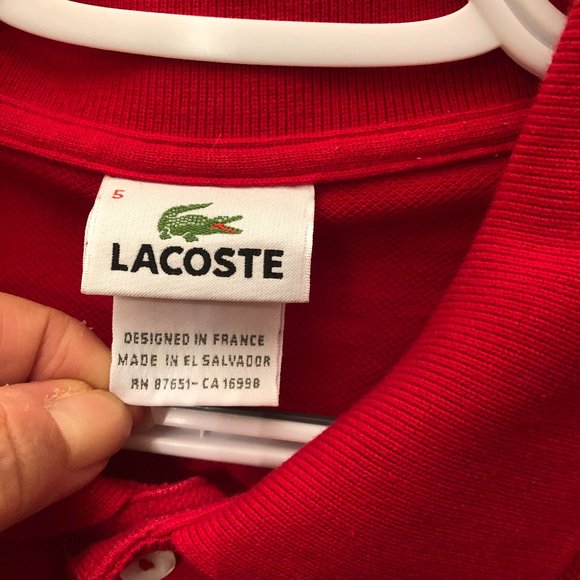 5
LACOSTE
DESIGNED IN FRANCE
MADE IN EL SALVADOR
RN 87651-CA 16998